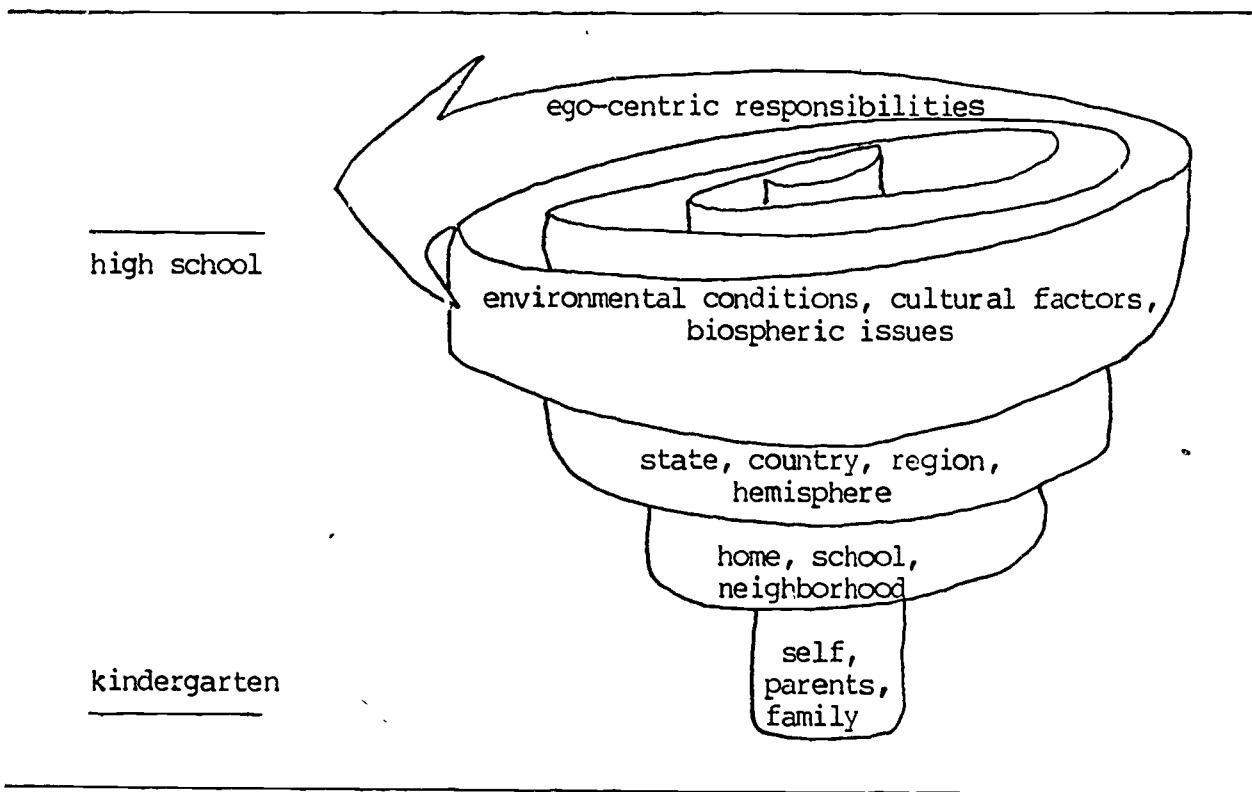 ego-centric responsibilities
high school
environmental conditions, cultural factors,
biospheric issues
state, country, region,
hemisphere
home, school,
neighborhood
self,
parents,
family
kindergarten